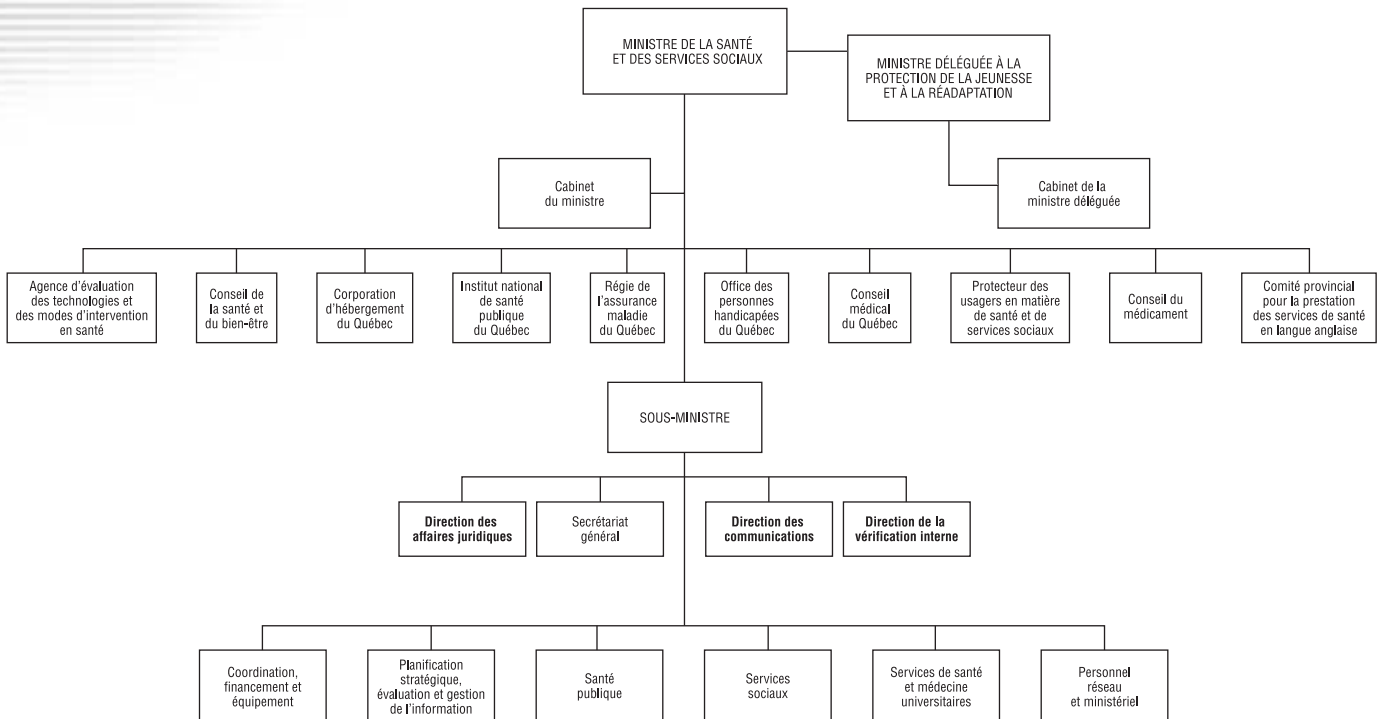 MINISTRE DE LA SANTÉ
ET DES SERVICES SOCIAUX
MINISTRE DÉLÉGUÉE À LA
PROTECTION DE LA JEUNESSE
ET À LA RÉADAPTATION
Cabinet
du ministre
Cabinet de la
ministre déléguée
Agence d'évaluation
des technologies et
des modes d'intervention
en santé
Conseil de
la santé et
du bien-être
Corporation
d'hébergement
du Québec
Institut national
de santé
publique
du Québec
Régie de
l'assurance
maladie
du Québec
Office des
personnes
handicapées
du Québec
Conseil
médical
du Québec
Protecteur des
usagers en matière
de santé et de
services sociaux
Conseil du
médicament
Comité provincial
pour la prestation
des services de santé
en langue anglaise
SOUS-MINISTRE
Direction des
affaires juridiques
Secrétariat
général
Direction des
communications
Direction de la
vérification interne
Coordination,
financement et
équipement
Planification
stratégique,
évaluation et gestion
de l'information
Santé
publique
Services
sociaux
Services de santé
et médecine
universitaires
Personnel
réseau
et ministériel